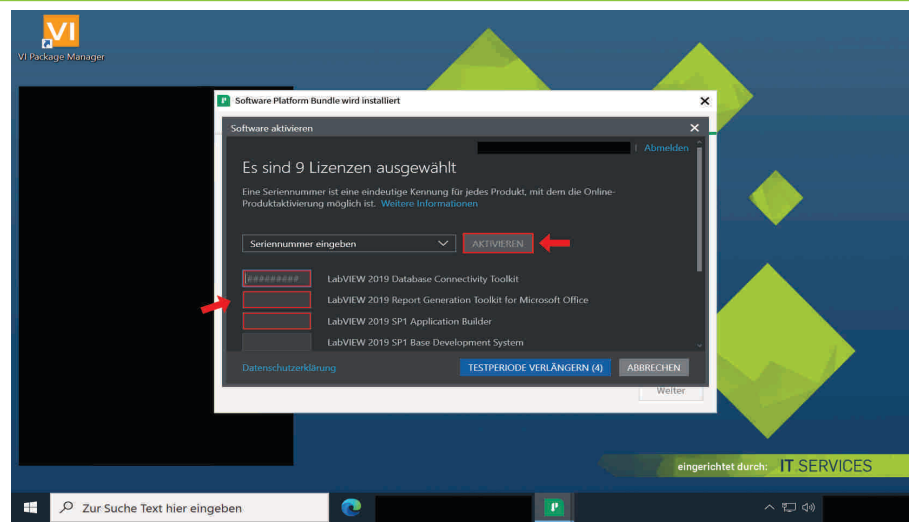 VI
VI Package Manager
Software Platform Bundle wird installiert
Software aktivieren
Abmelden
Es sind 9 Lizenzen ausgewählt
Eine Seriennummer ist eine eindeutige Kennung für jedes Produkt, mit dem die Online-
Produktaktivierung möglich ist. Weitere Informationen
Seriennummer eingeben
AKTIVIEREN
######### LabVIEW 2019 Database Connectivity Toolkit
LabVIEW 2019 Report Generation Toolkit for Microsoft Office
LabVIEW 2019 SP1 Application Builder
LabVIEW 2019 SP1 Base Development System
Datenschutzerklärung
TESTPERIODE VERLÄNGERN (4)
ABBRECHEN
Weiter
eingerichtet durch: IT.SERVICES
Zur Suche Text hier eingeben